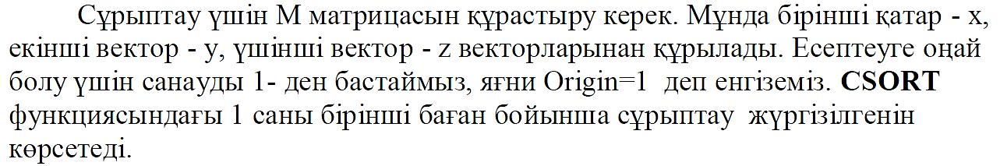 Сұрыптау үшін M матрицасын құрастыру керек. Мұнда бірінші қатар - x,
екінші вектор - y, үшінші вектор - z векторларынан құрылады. Есептеуге оңай
болу үшін санауды 1- ден бастаймыз, яғни Origin=1 деп енгіземіз. CSORT
функциясындағы 1 саны бірінші баған бойынша сұрыптау жүргізілгенін
көрсетеді.